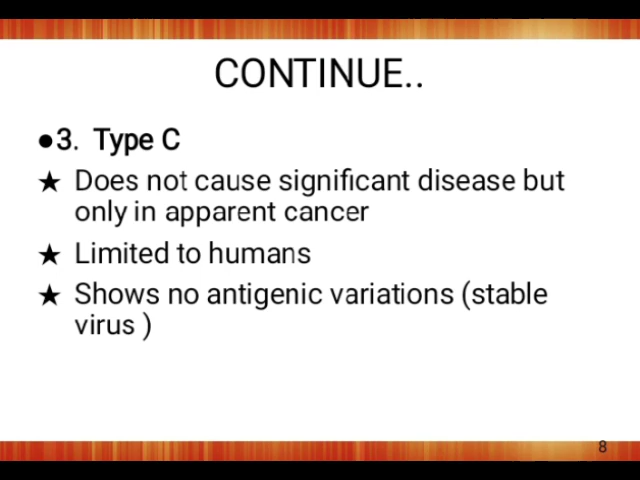 CONTINUE..
●3. Type C
★ Does not cause significant disease but
only in apparent cancer
★ Limited to humans
★ Shows no antigenic variations (stable
virus )
8